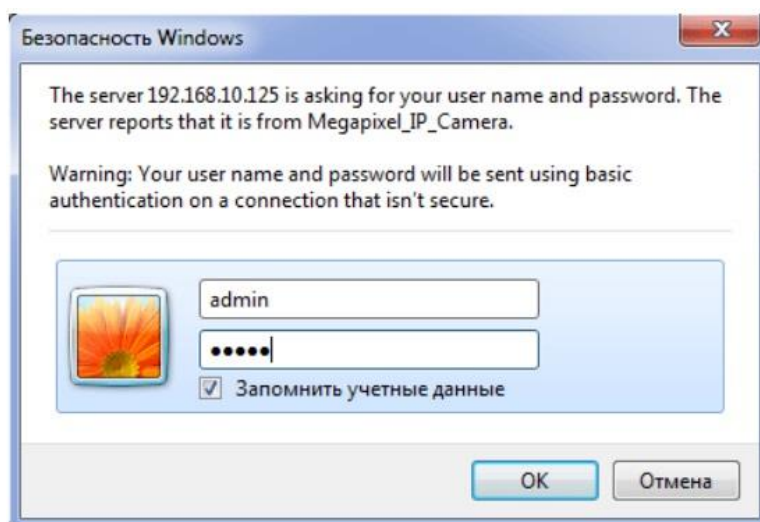 Безопасность Windows
The server 192.168.10.125 is asking for your user name and password. The
server reports that it is from Megapixel_IP_Camera.
Warning: Your user name and password will be sent using basic
authentication on a connection that isn't secure.
admin
●●●●●
Запомнить учетные данные
OK
Отмена